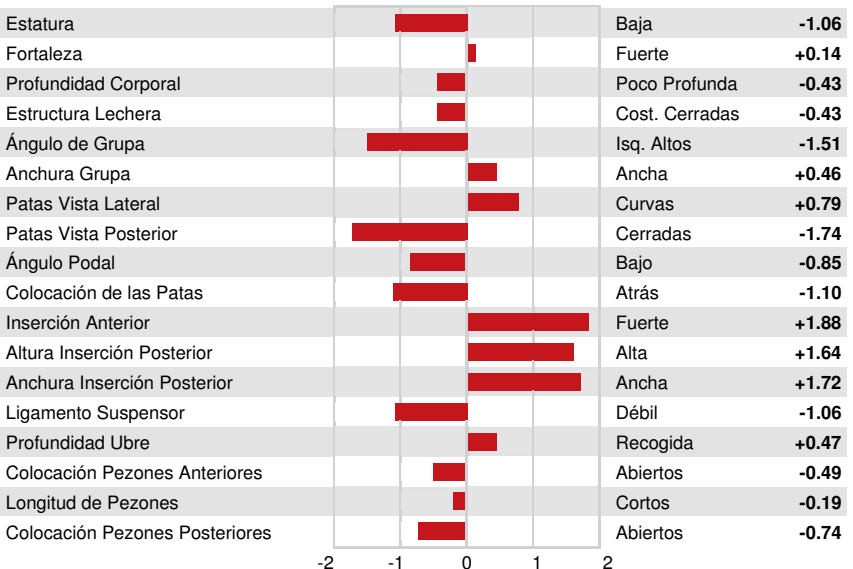 Estatura Baja -1.06
Fortaleza Fuerte +0.14
Profundidad Corporal Poco Profunda -0.43
Estructura Lechera Cost. Cerradas -0.43
Ángulo de Grupa Isq. Altos -1.51
Anchura Grupa Ancha +0.46
Patas Vista Lateral Curvas +0.79
Patas Vista Posterior Cerradas -1.74
Ángulo Podal Bajo -0.85
Colocación de las Patas Atrás -1.10
Inserción Anterior Fuerte +1.88
Altura Inserción Posterior Alta +1.64
Anchura Inserción Posterior Ancha +1.72
Ligamento Suspensor Débil -1.06
Profundidad Ubre Recogida +0.47
Colocación Pezones Anteriores Abiertos -0.49
Longitud de Pezones Cortos -0.19
Colocación Pezones Posteriores Abiertos -0.74
-2 -1 0 1 2